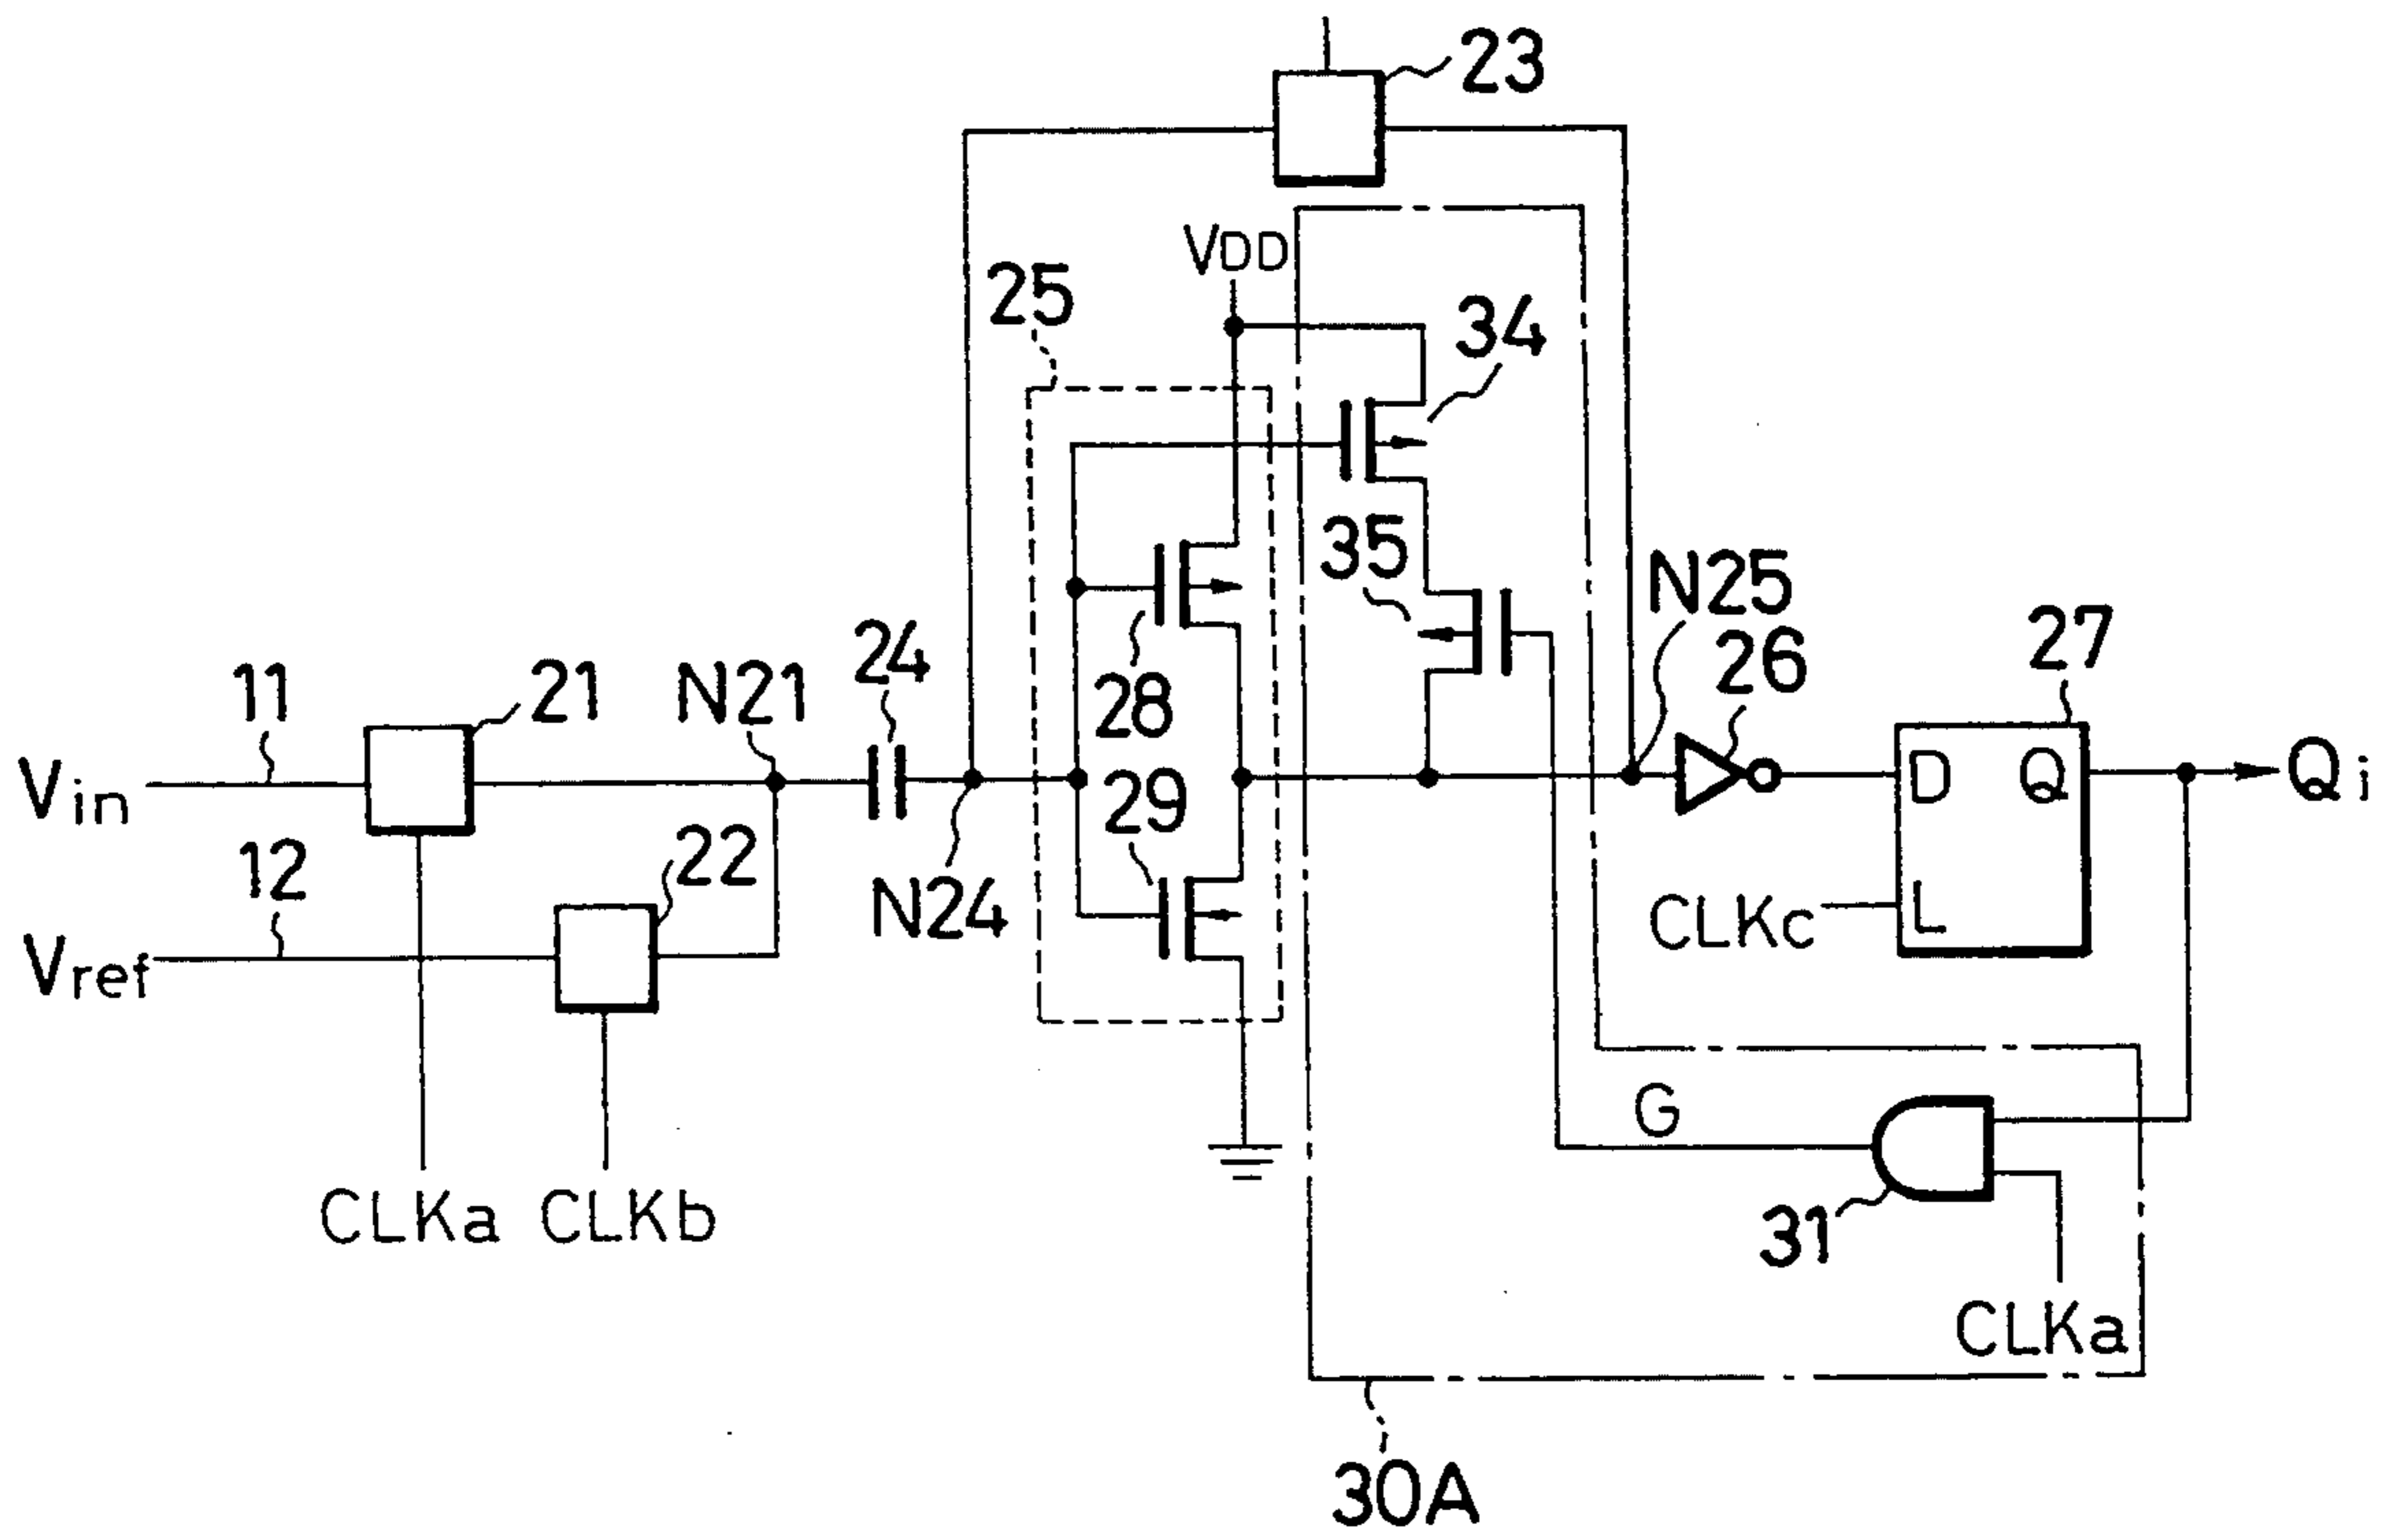 23
VDD
25
34
35
N25
26
27
24
28
11
21
N21
29
Vin
D Q
Qi
12
22
N24
CLKc
L
Vref
G
CLKa
CLKb
31
CLKa
30A